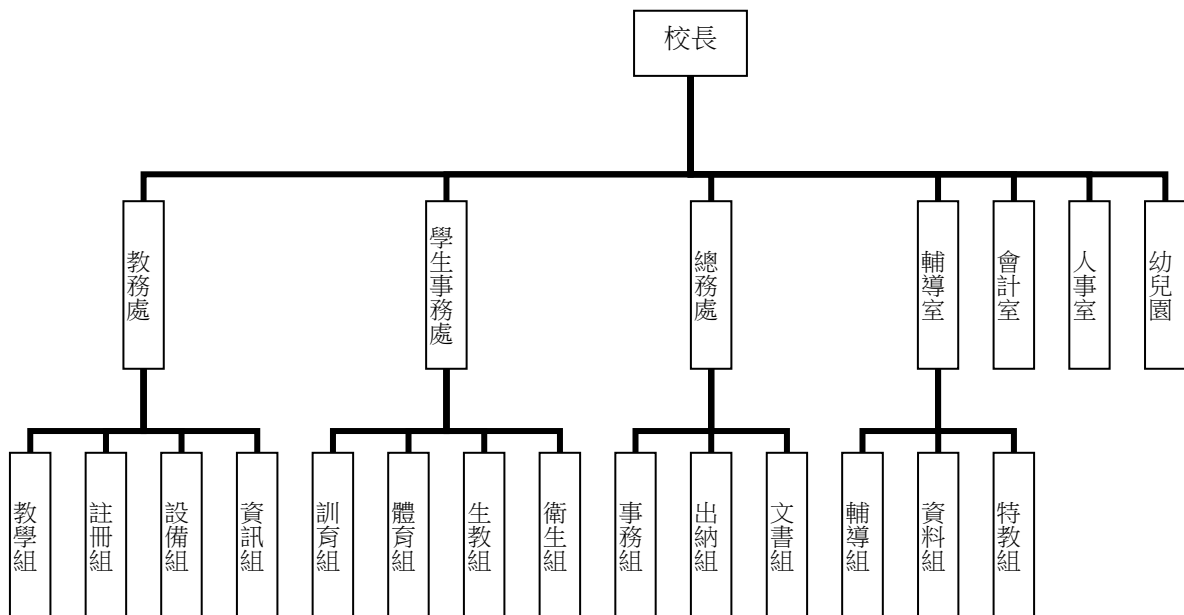 校長
教務處
學生事務處
總務處
輔導室
會計室
人事室
幼兒園
教學組
註冊組
設備組
資訊組
訓育組
體育組
生教組
衛生組
事務組
出納組
文書組
輔導組
資料組
特教組